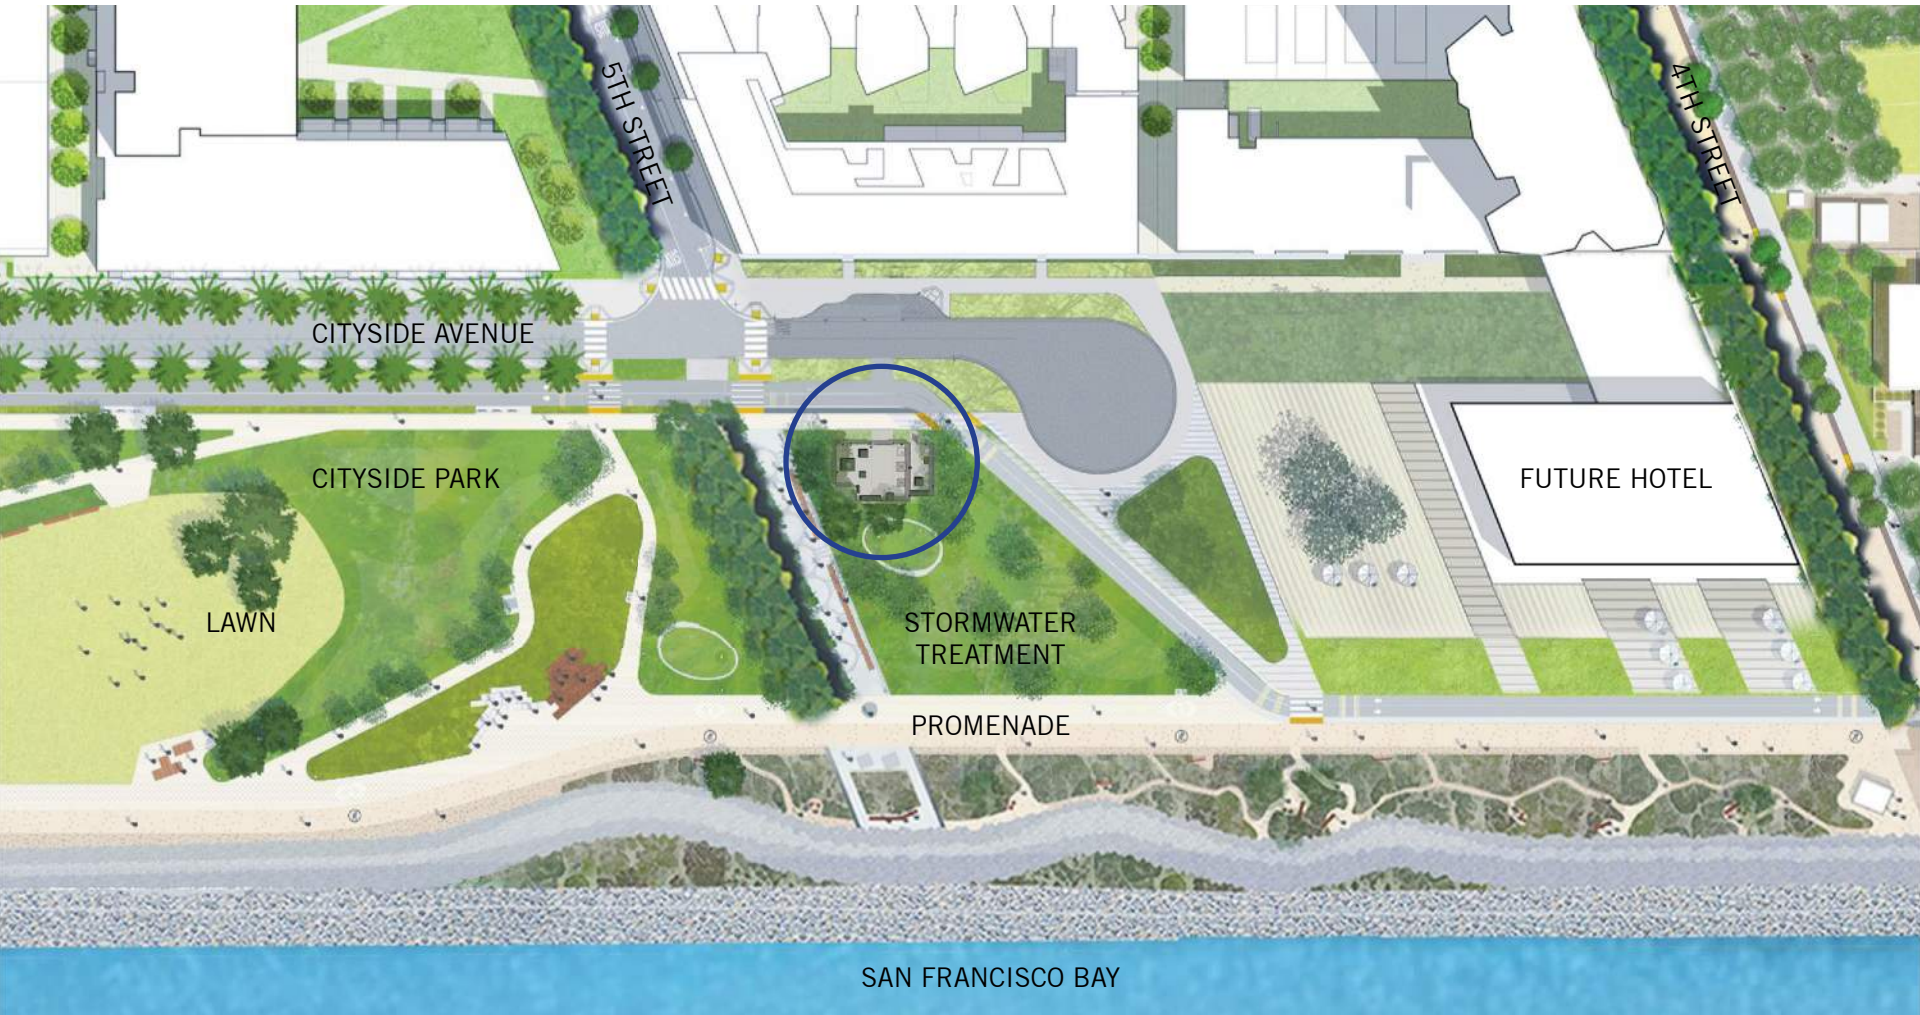 5TH STREET
4TH STREET
CITYSIDE AVENUE
CITYSIDE PARK
FUTURE HOTEL
LAWN
STORMWATER
TREATMENT
PROMENADE
SAN FRANCISCO BAY